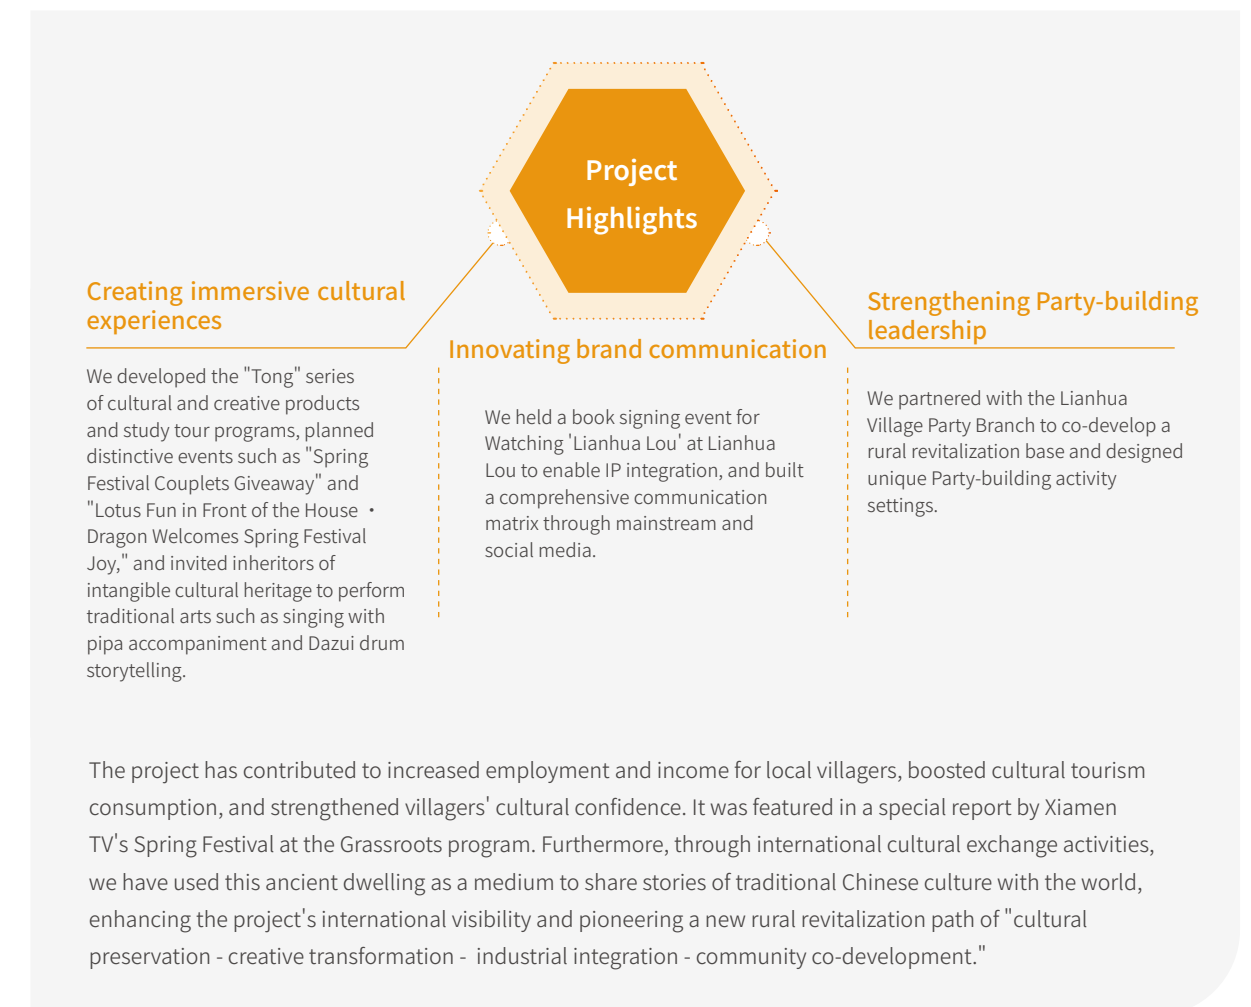 Project
Highlights
Creating immersive cultural
experiences
We developed the "Tong" series
of cultural and creative products
and study tour programs, planned
distinctive events such as "Spring
Festival Couplets Giveaway" and
"Lotus Fun in Front of the House ·
Dragon Welcomes Spring Festival
Joy," and invited inheritors of
intangible cultural heritage to perform
traditional arts such as singing with
pipa accompaniment and Dazui drum
storytelling.
Innovating brand communication
We held a book signing event for
Watching 'Lianhua Lou' at Lianhua
Lou to enable IP integration, and built
a comprehensive communication
matrix through mainstream and
social media.
Strengthening Party-building
leadership
We partnered with the Lianhua
Village Party Branch to co-develop a
rural revitalization base and designed
unique Party-building activity
settings.
The project has contributed to increased employment and income for local villagers, boosted cultural tourism
consumption, and strengthened villagers' cultural confidence. It was featured in a special report by Xiamen
TV's Spring Festival at the Grassroots program. Furthermore, through international cultural exchange activities,
we have used this ancient dwelling as a medium to share stories of traditional Chinese culture with the world,
enhancing the project's international visibility and pioneering a new rural revitalization path of "cultural
preservation - creative transformation -  industrial integration - community co-development."